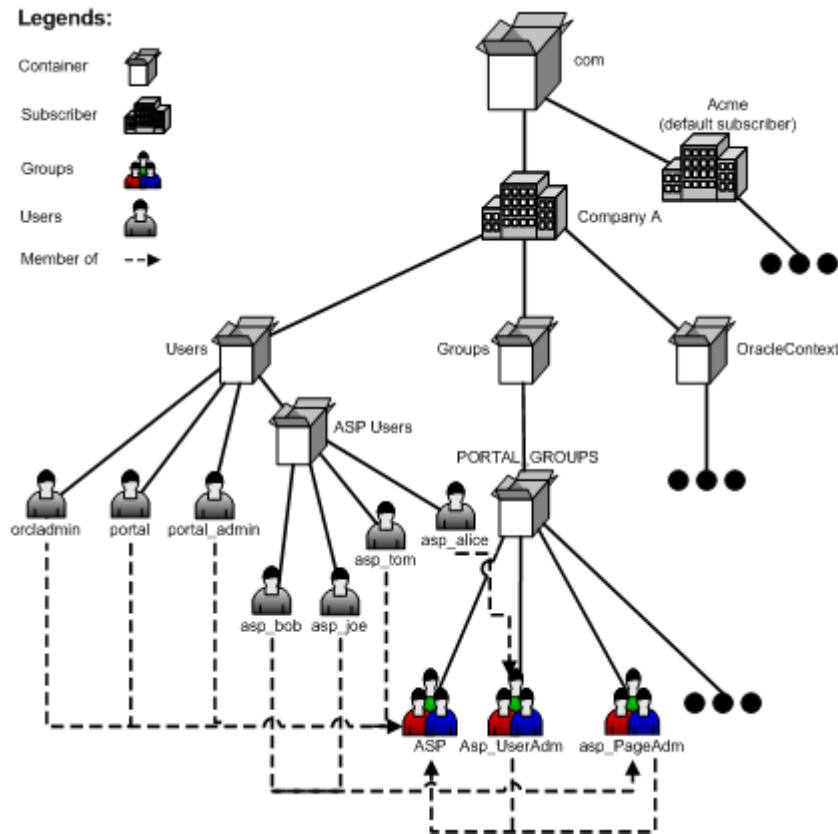 Legends:
Container
Subscriber
Groups
Users
Member of
com
Acme
(default subscriber)
Company A
Users
Groups
OracleContext
ASP Users
PORTAL_GROUPS
orcladmin
portal
portal_admin
asp_tom
asp_alice
asp_bob
asp_joe
ASP
Asp_UserAdm
asp_PageAdm